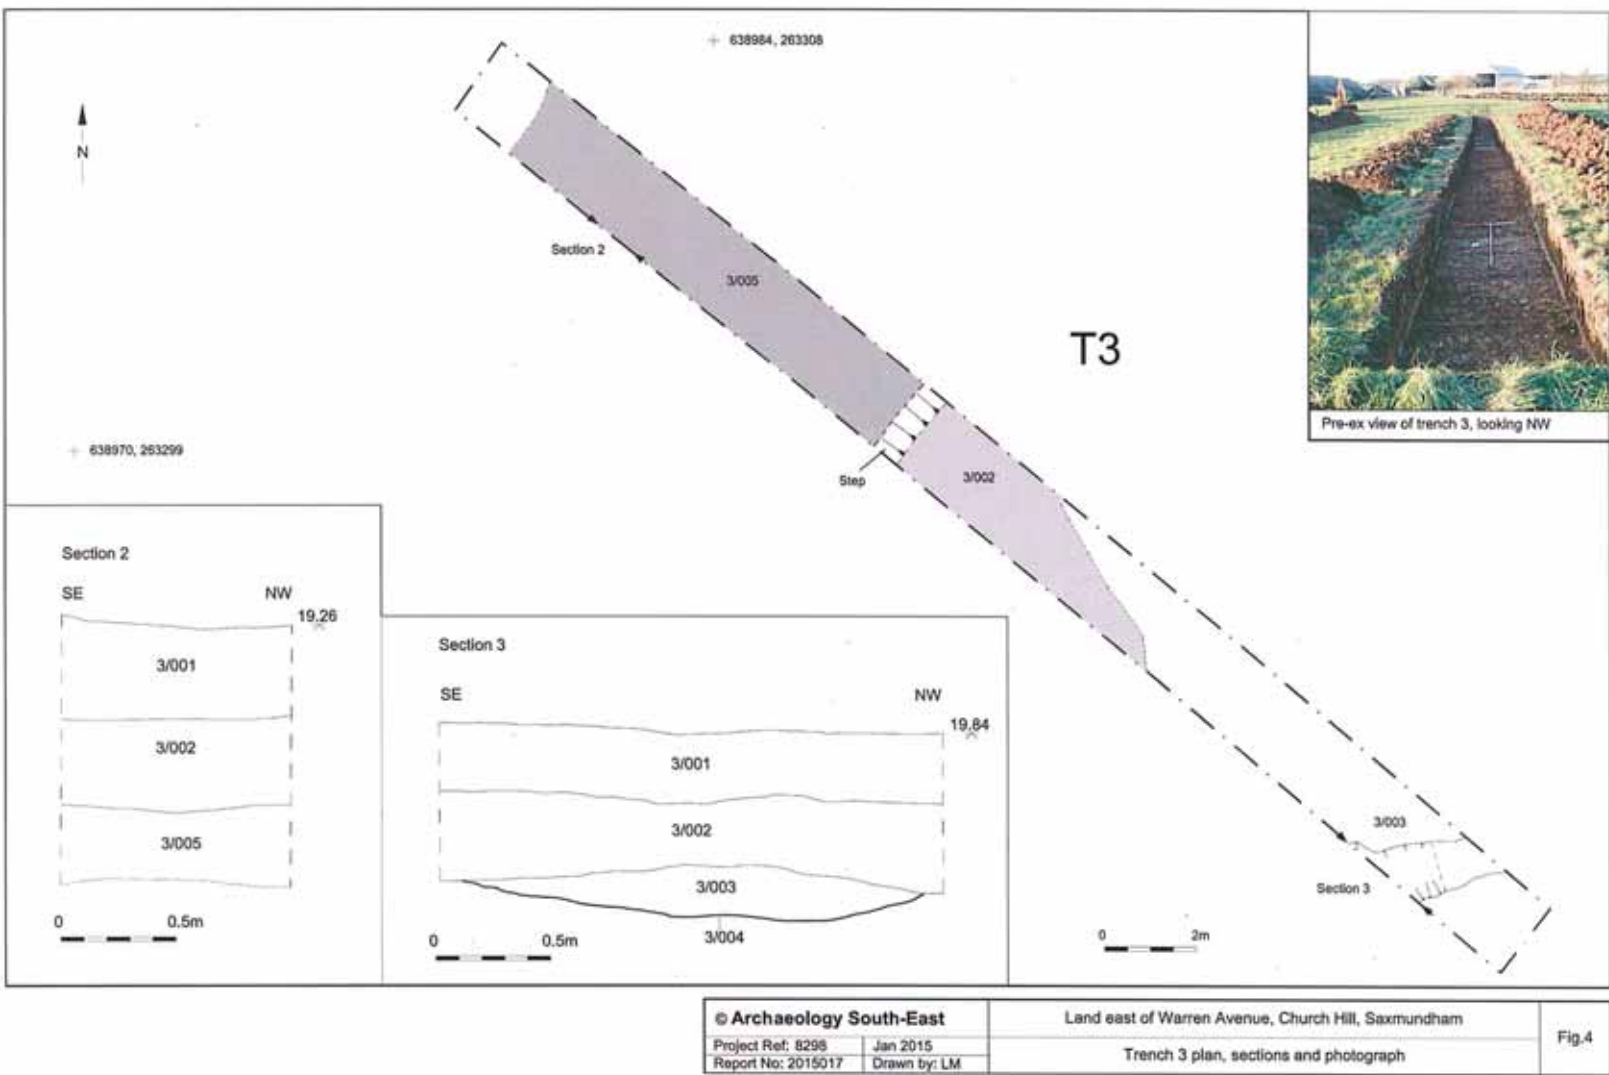 638984, 263308
N
Section 2
3/005
T3
Pre-ex view of trench 3, looking NW
638970, 263299
Step
3/002
Section 2
SE NW
19.26
3/001
3/002
3/005
0 0.5m
Section 3
SE NW
19.84
3/001
3/002
3/003
3/004
0 0.5m
3/003
Section 3
0 2m
© Archaeology South-East
Project Ref: 8298 Jan 2015
Report No: 2015017 Drawn by: LM
Land east of Warren Avenue, Church Hill, Saxmundham
Trench 3 plan, sections and photograph
Fig.4